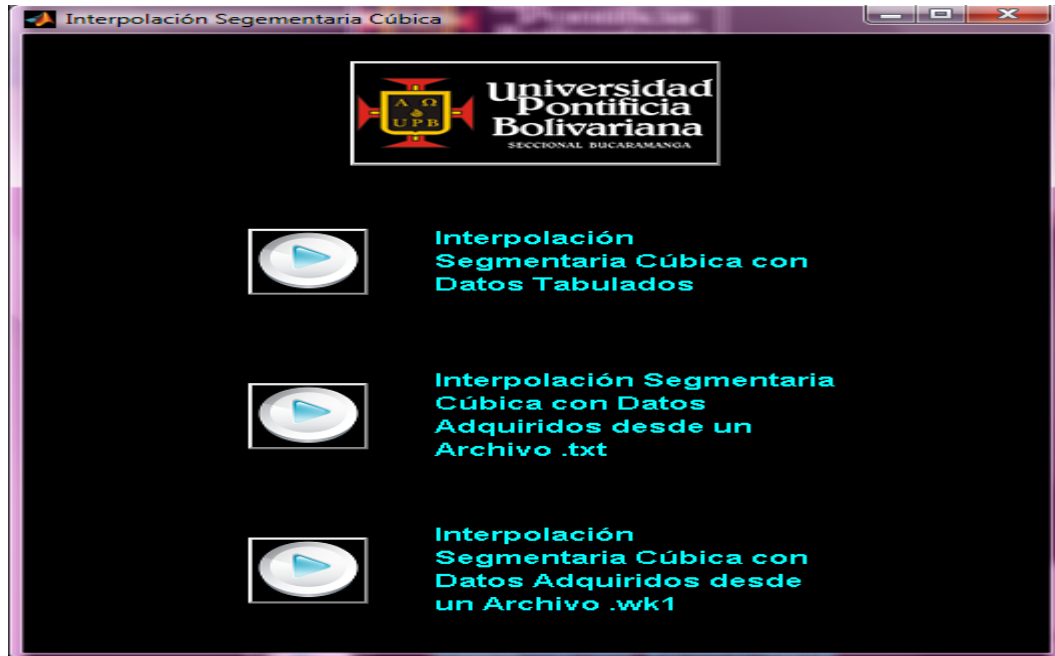 Interpolación Segementaria Cúbica
Α Ω
UPB
Universidad
Pontificia
Bolivariana
SECCIONAL BUCARAMANGA
Interpolación
Segmentaria Cúbica con
Datos Tabulados
Interpolación Segmentaria
Cúbica con Datos
Adquiridos desde un
Archivo .txt
Interpolación
Segmentaria Cúbica con
Datos Adquiridos desde
un Archivo .wk1